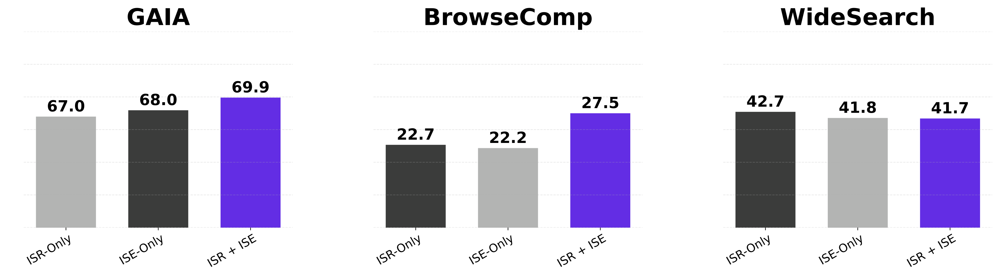 GAIA
67.0
68.0
69.9
ISR-Only
ISE-Only
ISR + ISE
BrowseComp
22.7
22.2
27.5
ISR-Only
ISE-Only
ISR + ISE
WideSearch
42.7
41.8
41.7
ISR-Only
ISE-Only
ISR + ISE